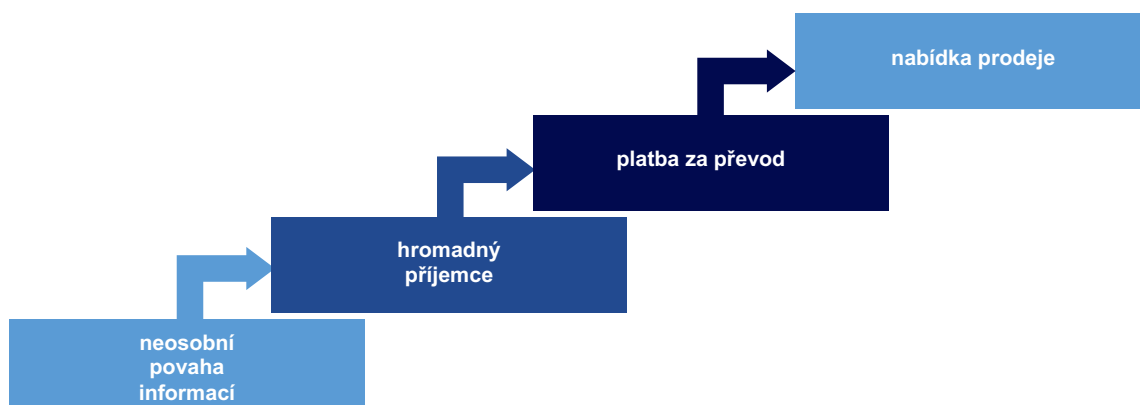 nabídka prodeje
platba za převod
hromadný
příjemce
neosobní
povaha
informací